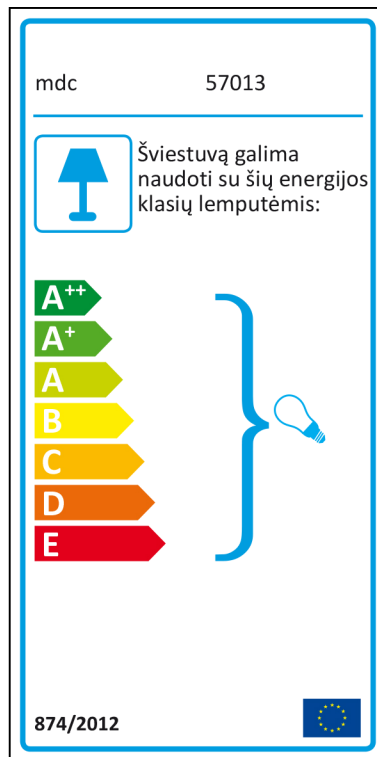 mdc 57013
Šviestuvą galima
naudoti su šių energijos
klasių lemputėmis:
A++
A+
A
B
C
D
E
874/2012